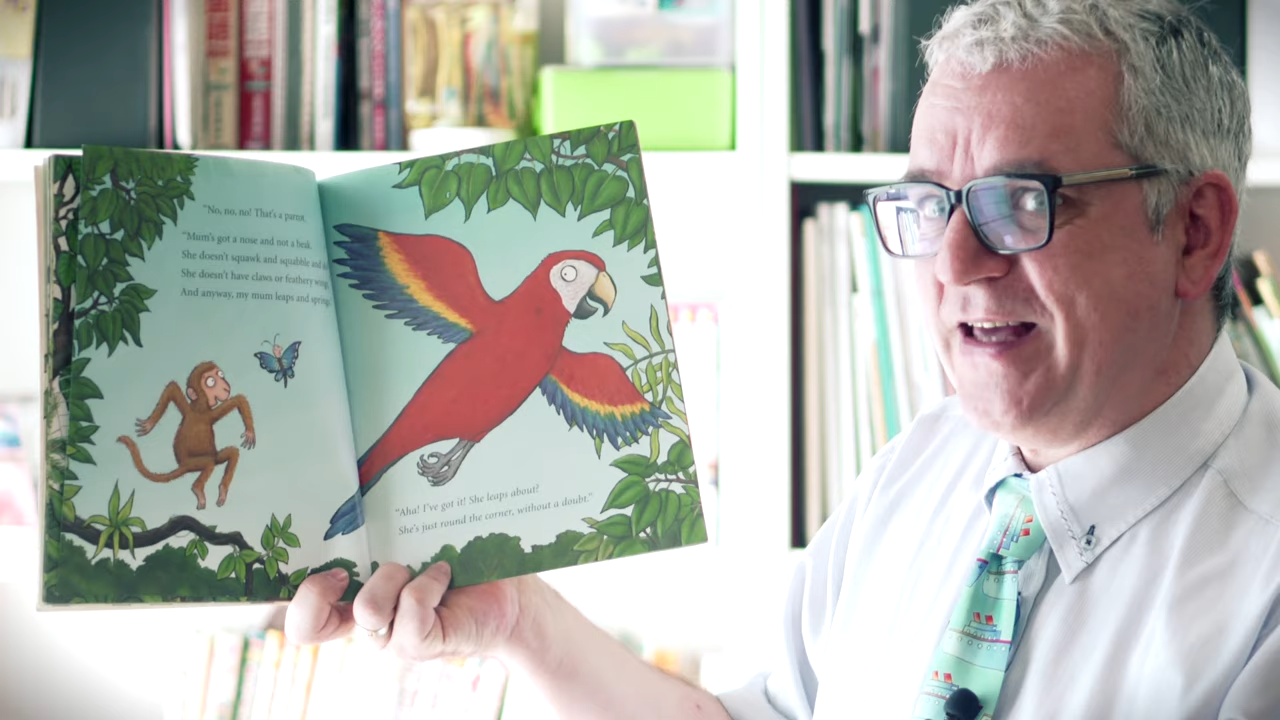 "No, no, no! That's a parrot.
"Mum's got a nose and not a beak.
She doesn't squawk and squabble and
She doesn't have claws or feathery wings,
And anyway, my mum leaps and springs."
"Aha! I've got it! She leaps about?
She's just round the corner, without a doubt."